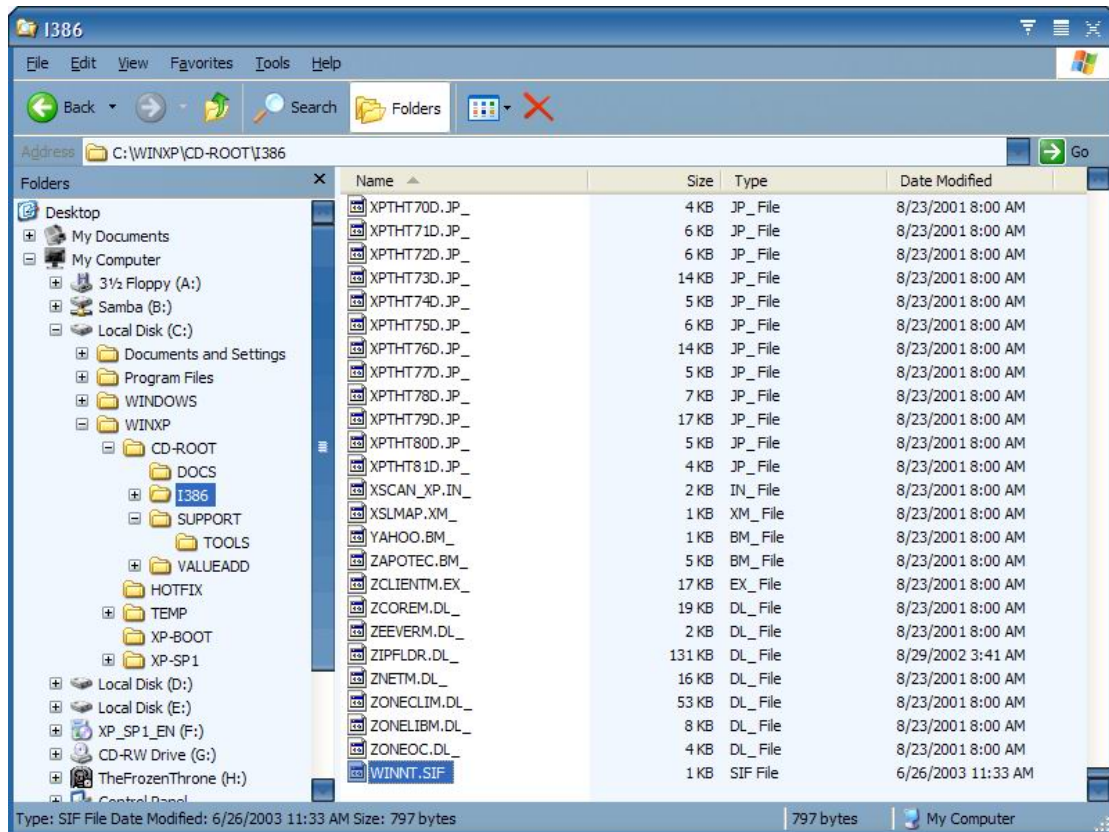 I386
File Edit View Favorites Tools Help
Back Search Folders
Address C:\WINXP\CD-ROOT\I386 Go
Folders
Desktop
My Documents
My Computer
3½ Floppy (A:)
Samba (B:)
Local Disk (C:)
Documents and Settings
Program Files
WINDOWS
WINXP
CD-ROOT
DOCS
I386
SUPPORT
TOOLS
VALUEADD
HOTFIX
TEMP
XP-BOOT
XP-SP1
Local Disk (D:)
Local Disk (E:)
XP_SP1_EN (F:)
CD-RW Drive (G:)
TheFrozenThrone (H:)
Control Panel
Name Size Type Date Modified
XPTHT70D.JP_ 4 KB JP_ File 8/23/2001 8:00 AM
XPTHT71D.JP_ 6 KB JP_ File 8/23/2001 8:00 AM
XPTHT72D.JP_ 6 KB JP_ File 8/23/2001 8:00 AM
XPTHT73D.JP_ 14 KB JP_ File 8/23/2001 8:00 AM
XPTHT74D.JP_ 5 KB JP_ File 8/23/2001 8:00 AM
XPTHT75D.JP_ 6 KB JP_ File 8/23/2001 8:00 AM
XPTHT76D.JP_ 14 KB JP_ File 8/23/2001 8:00 AM
XPTHT77D.JP_ 5 KB JP_ File 8/23/2001 8:00 AM
XPTHT78D.JP_ 7 KB JP_ File 8/23/2001 8:00 AM
XPTHT79D.JP_ 17 KB JP_ File 8/23/2001 8:00 AM
XPTHT80D.JP_ 5 KB JP_ File 8/23/2001 8:00 AM
XPTHT81D.JP_ 4 KB JP_ File 8/23/2001 8:00 AM
XSCAN_XP.IN_ 2 KB IN_ File 8/23/2001 8:00 AM
XSLMAP.XM_ 1 KB XM_ File 8/23/2001 8:00 AM
YAHOO.BM_ 1 KB BM_ File 8/23/2001 8:00 AM
ZAPOTEC.BM_ 5 KB BM_ File 8/23/2001 8:00 AM
ZCLIENTM.EX_ 17 KB EX_ File 8/23/2001 8:00 AM
ZCOREM.DL_ 19 KB DL_ File 8/23/2001 8:00 AM
ZEEVERM.DL_ 2 KB DL_ File 8/23/2001 8:00 AM
ZIPFLDR.DL_ 131 KB DL_ File 8/29/2002 3:41 AM
ZNETM.DL_ 16 KB DL_ File 8/23/2001 8:00 AM
ZONECLIM.DL_ 53 KB DL_ File 8/23/2001 8:00 AM
ZONELIBM.DL_ 8 KB DL_ File 8/23/2001 8:00 AM
ZONEOC.DL_ 4 KB DL_ File 8/23/2001 8:00 AM
WINNT.SIF 1 KB SIF File 6/26/2003 11:33 AM
Type: SIF File Date Modified: 6/26/2003 11:33 AM Size: 797 bytes 797 bytes My Computer